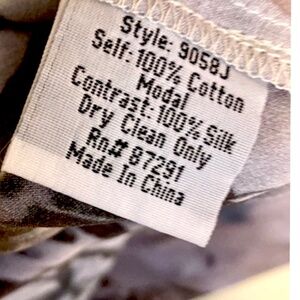 Style: 9058J
Self: 100% Cotton
Modal
Contrast: 100% Silk
Dry Clean Only
Rn# 87291
Made In China